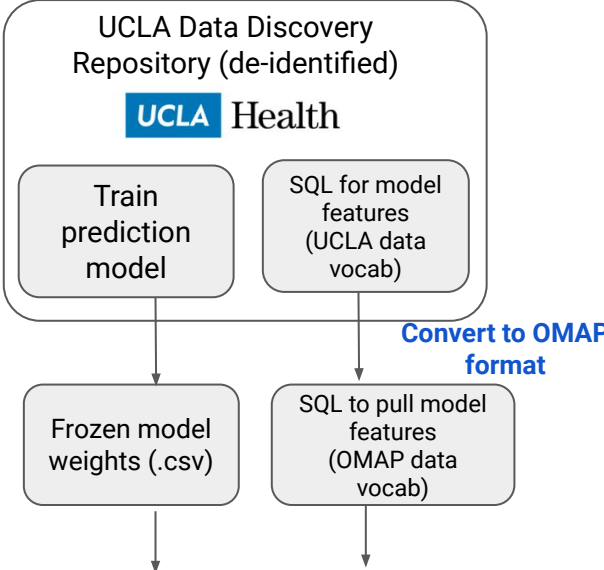 UCLA Data Discovery
Repository (de-identified)
UCLA Health
Train
prediction
model
SQL for model
features
(UCLA data
vocab)
Convert to OMAP
format
Frozen model
weights (.csv)
SQL to pull model
features
(OMAP data
vocab)